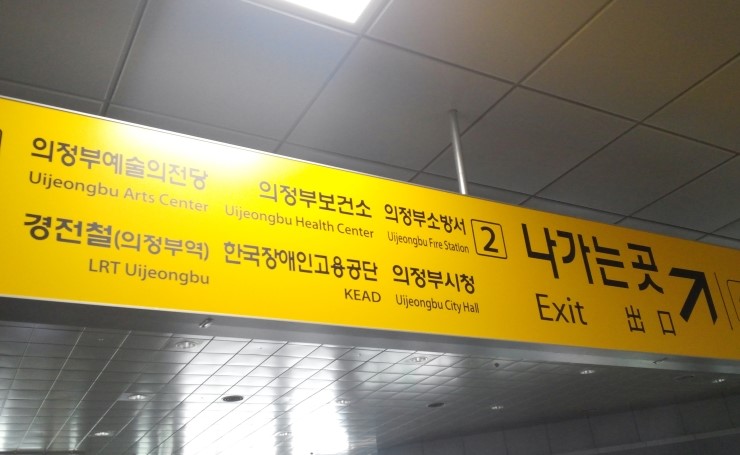 의정부예술의전당
Uijeongbu Arts Center
의정부보건소
Uijeongbu Health Center
의정부소방서
Uijeongbu Fire Station
경전철(의정부역)
LRT Uijeongbu
한국장애인고용공단
KEAD
의정부시청
Uijeongbu City Hall
2
나가는곳
Exit 出口